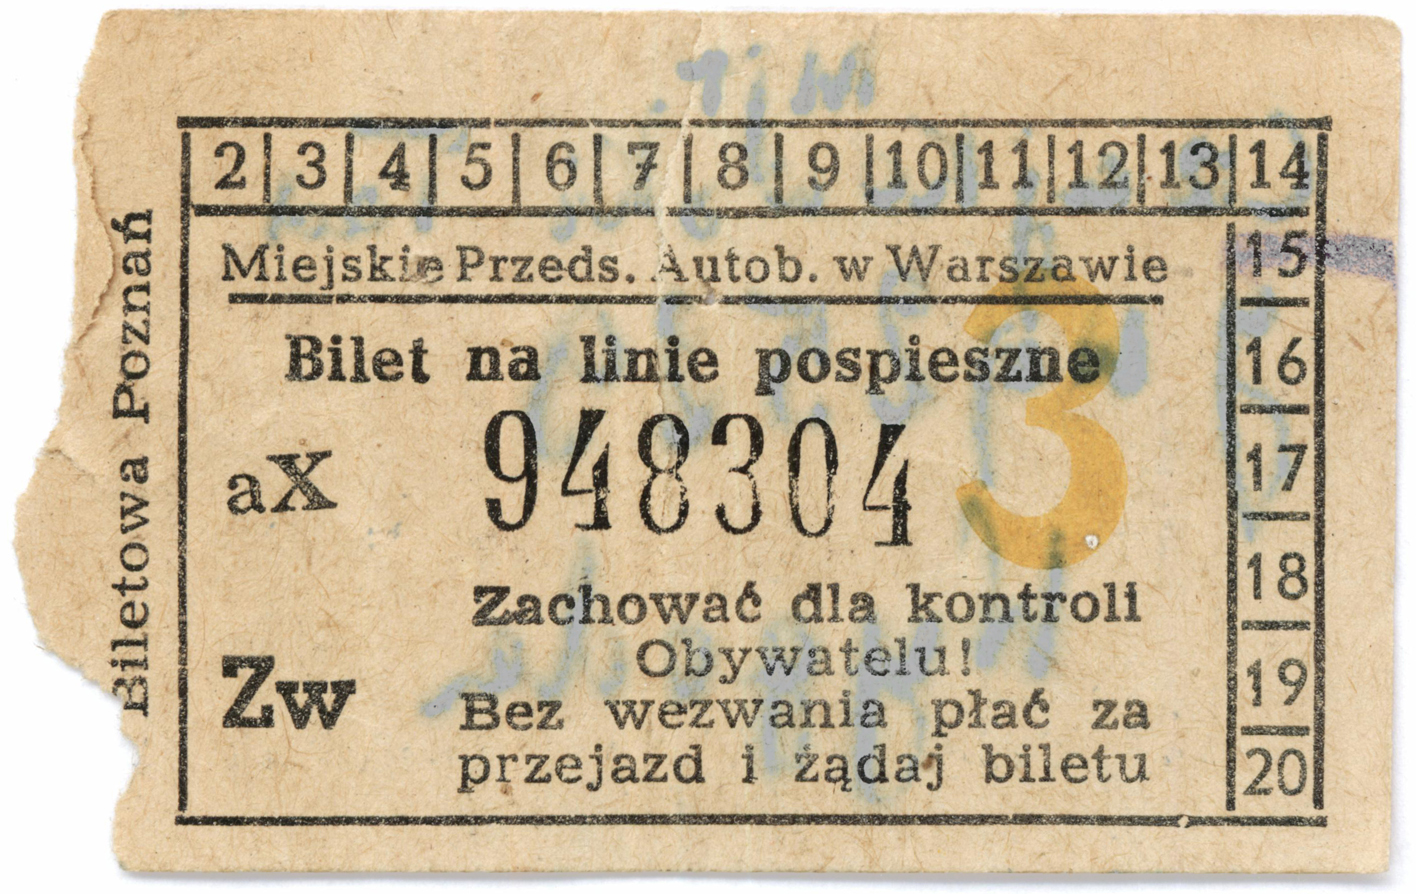 2 3 4 5 6 7 8 9 10 11 12 13 14
Miejskie Przeds. Autob. w Warszawie
Bilet na linie pospieszne
aX 948304 3
Zachować dla kontroli
Obywatelu!
Zw
Bez wezwania płać za
przejazd i żądaj biletu
15
16
17
18
19
20
Biletowa Poznań